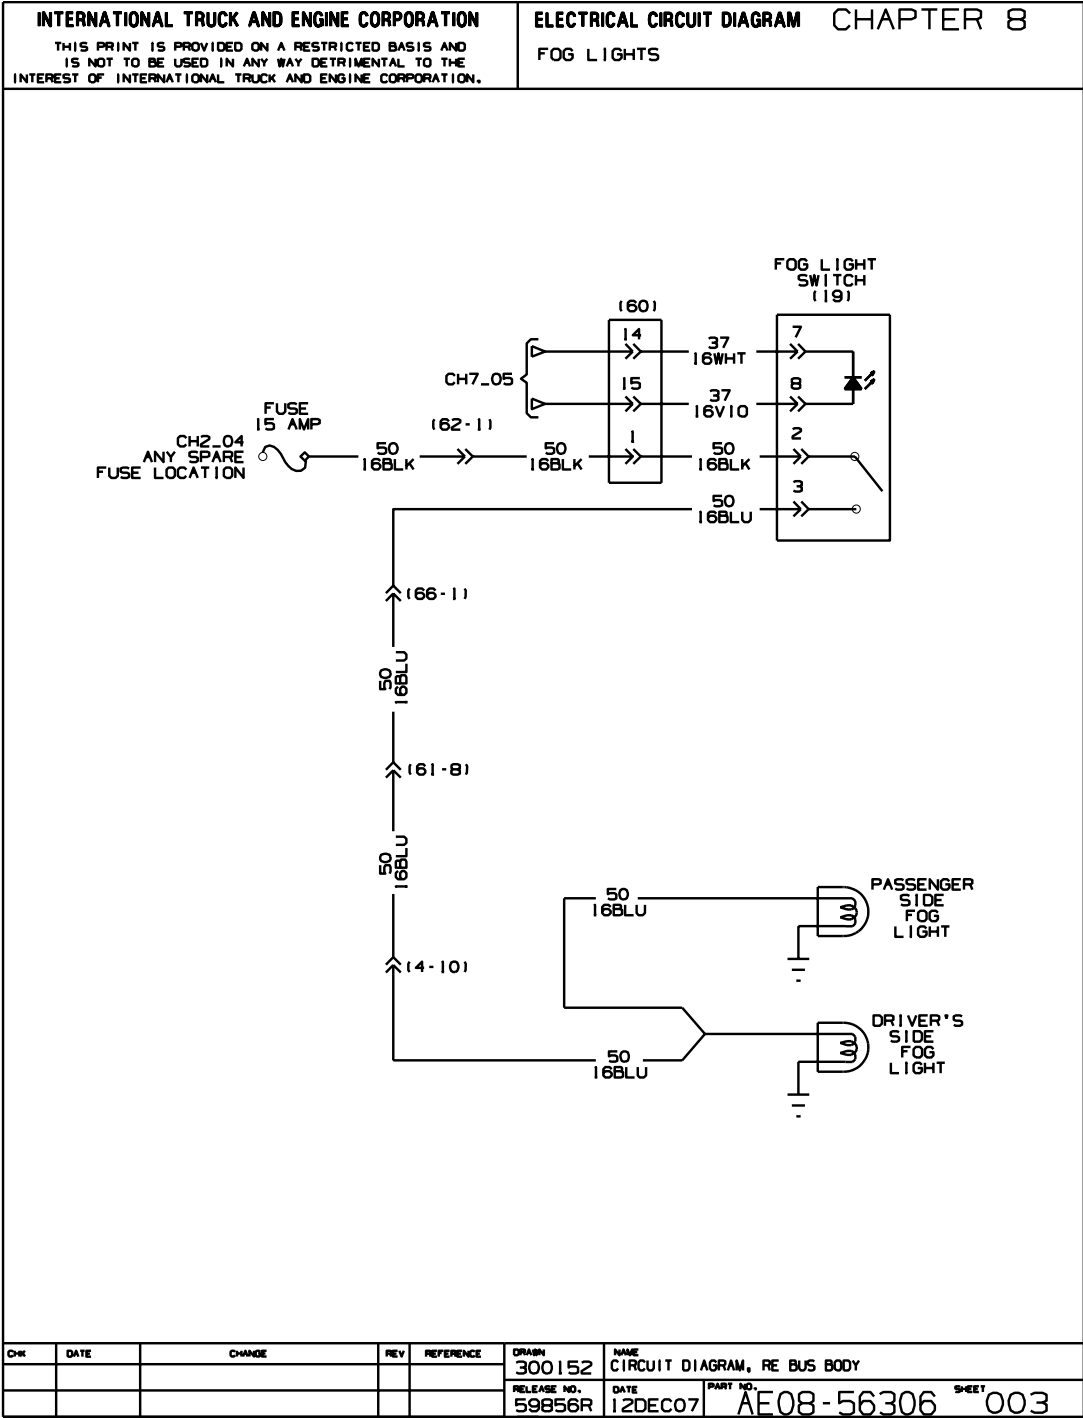 INTERNATIONAL TRUCK AND ENGINE CORPORATION
THIS PRINT IS PROVIDED ON A RESTRICTED BASIS AND
IS NOT TO BE USED IN ANY WAY DETRIMENTAL TO THE
INTEREST OF INTERNATIONAL TRUCK AND ENGINE CORPORATION.
ELECTRICAL CIRCUIT DIAGRAM CHAPTER 8
FOG LIGHTS
FOG LIGHT
SWITCH
(19)
(60)
14
37
16WHT
7
CH7_05
15
37
16VIO
8
FUSE
15 AMP
CH2_04
ANY SPARE
FUSE LOCATION
50
16BLK
(62-1)
50
16BLK
1
50
16BLK
2
50
16BLU
3
(66-1)
50
16BLU
(61-8)
50
16BLU
(4-10)
50
16BLU
PASSENGER
SIDE
FOG
LIGHT
50
16BLU
DRIVER'S
SIDE
FOG
LIGHT
CHK DATE CHANGE REV REFERENCE
DRAWN
300152
NAME
CIRCUIT DIAGRAM, RE BUS BODY
RELEASE NO.
59856R
DATE
12DEC07
PART NO.
AE08-56306
SHEET
003